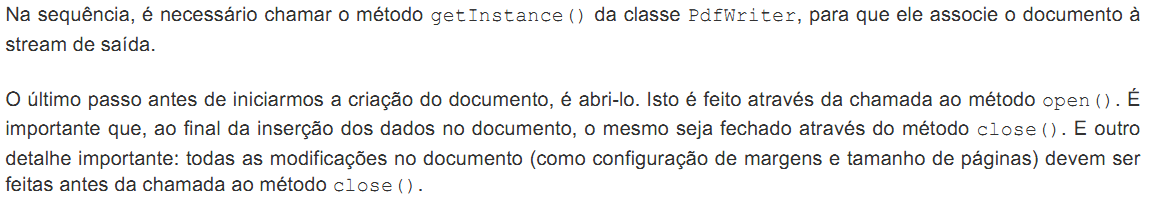 Na sequência, é necessário chamar o método getInstance() da classe PdfWriter, para que ele associe o documento à
stream de saída.
O último passo antes de iniciarmos a criação do documento, é abri-lo. Isto é feito através da chamada ao método open(). É
importante que, ao final da inserção dos dados no documento, o mesmo seja fechado através do método close(). E outro
detalhe importante: todas as modificações no documento (como configuração de margens e tamanho de páginas) devem ser
feitas antes da chamada ao método close().